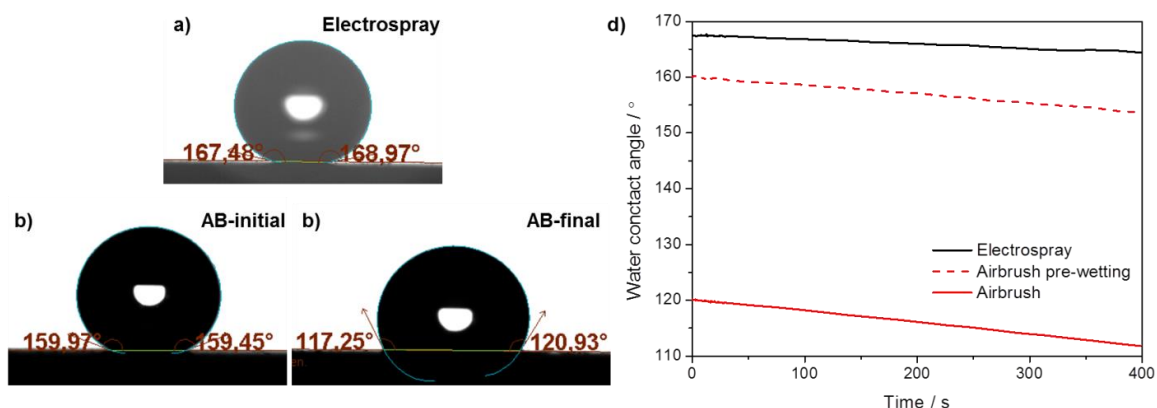 a) Electrospray
167,48° 168,97°
b) AB-initial
159,97° 159,45°
b) AB-final
117,25° 120,93°
en.
d)
Water conctact angle / °
170
160
150
140
130
120
110
Electrospray
Airbrush pre-wetting
Airbrush
0 100 200 300 400
Time / s